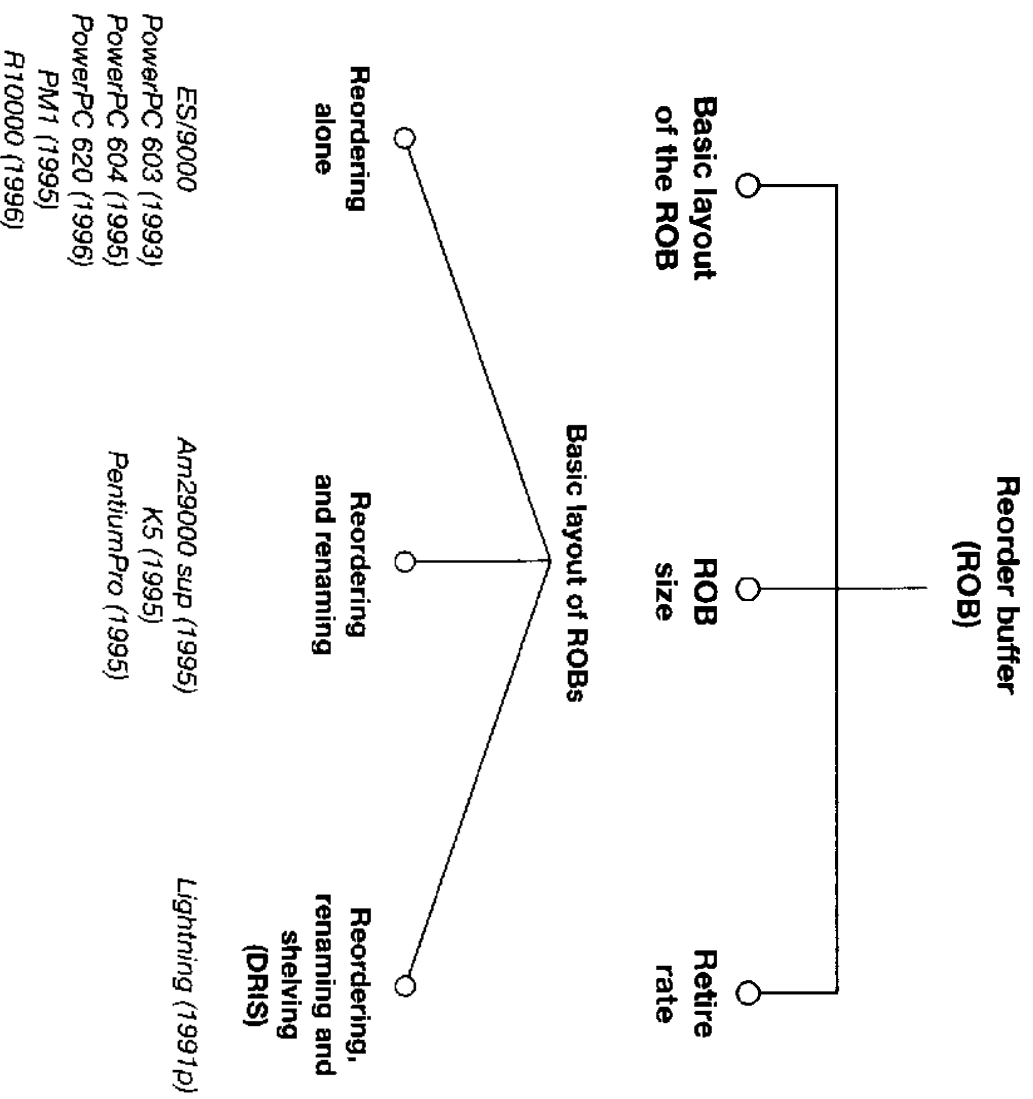 Reorder buffer
(ROB)
Basic layout
of the ROB
ROB
size
Retire
rate
Basic layout of ROBs
Reordering
alone
Reordering
and renaming
Reordering,
renaming and
shelving
(DRIS)
ES/9000
PowerPC 603 (1993)
PowerPC 604 (1995)
PowerPC 620 (1996)
PM1 (1995)
R10000 (1996)
Am29000 sup (1995)
K5 (1995)
PentiumPro (1995)
Lightning (1991p)